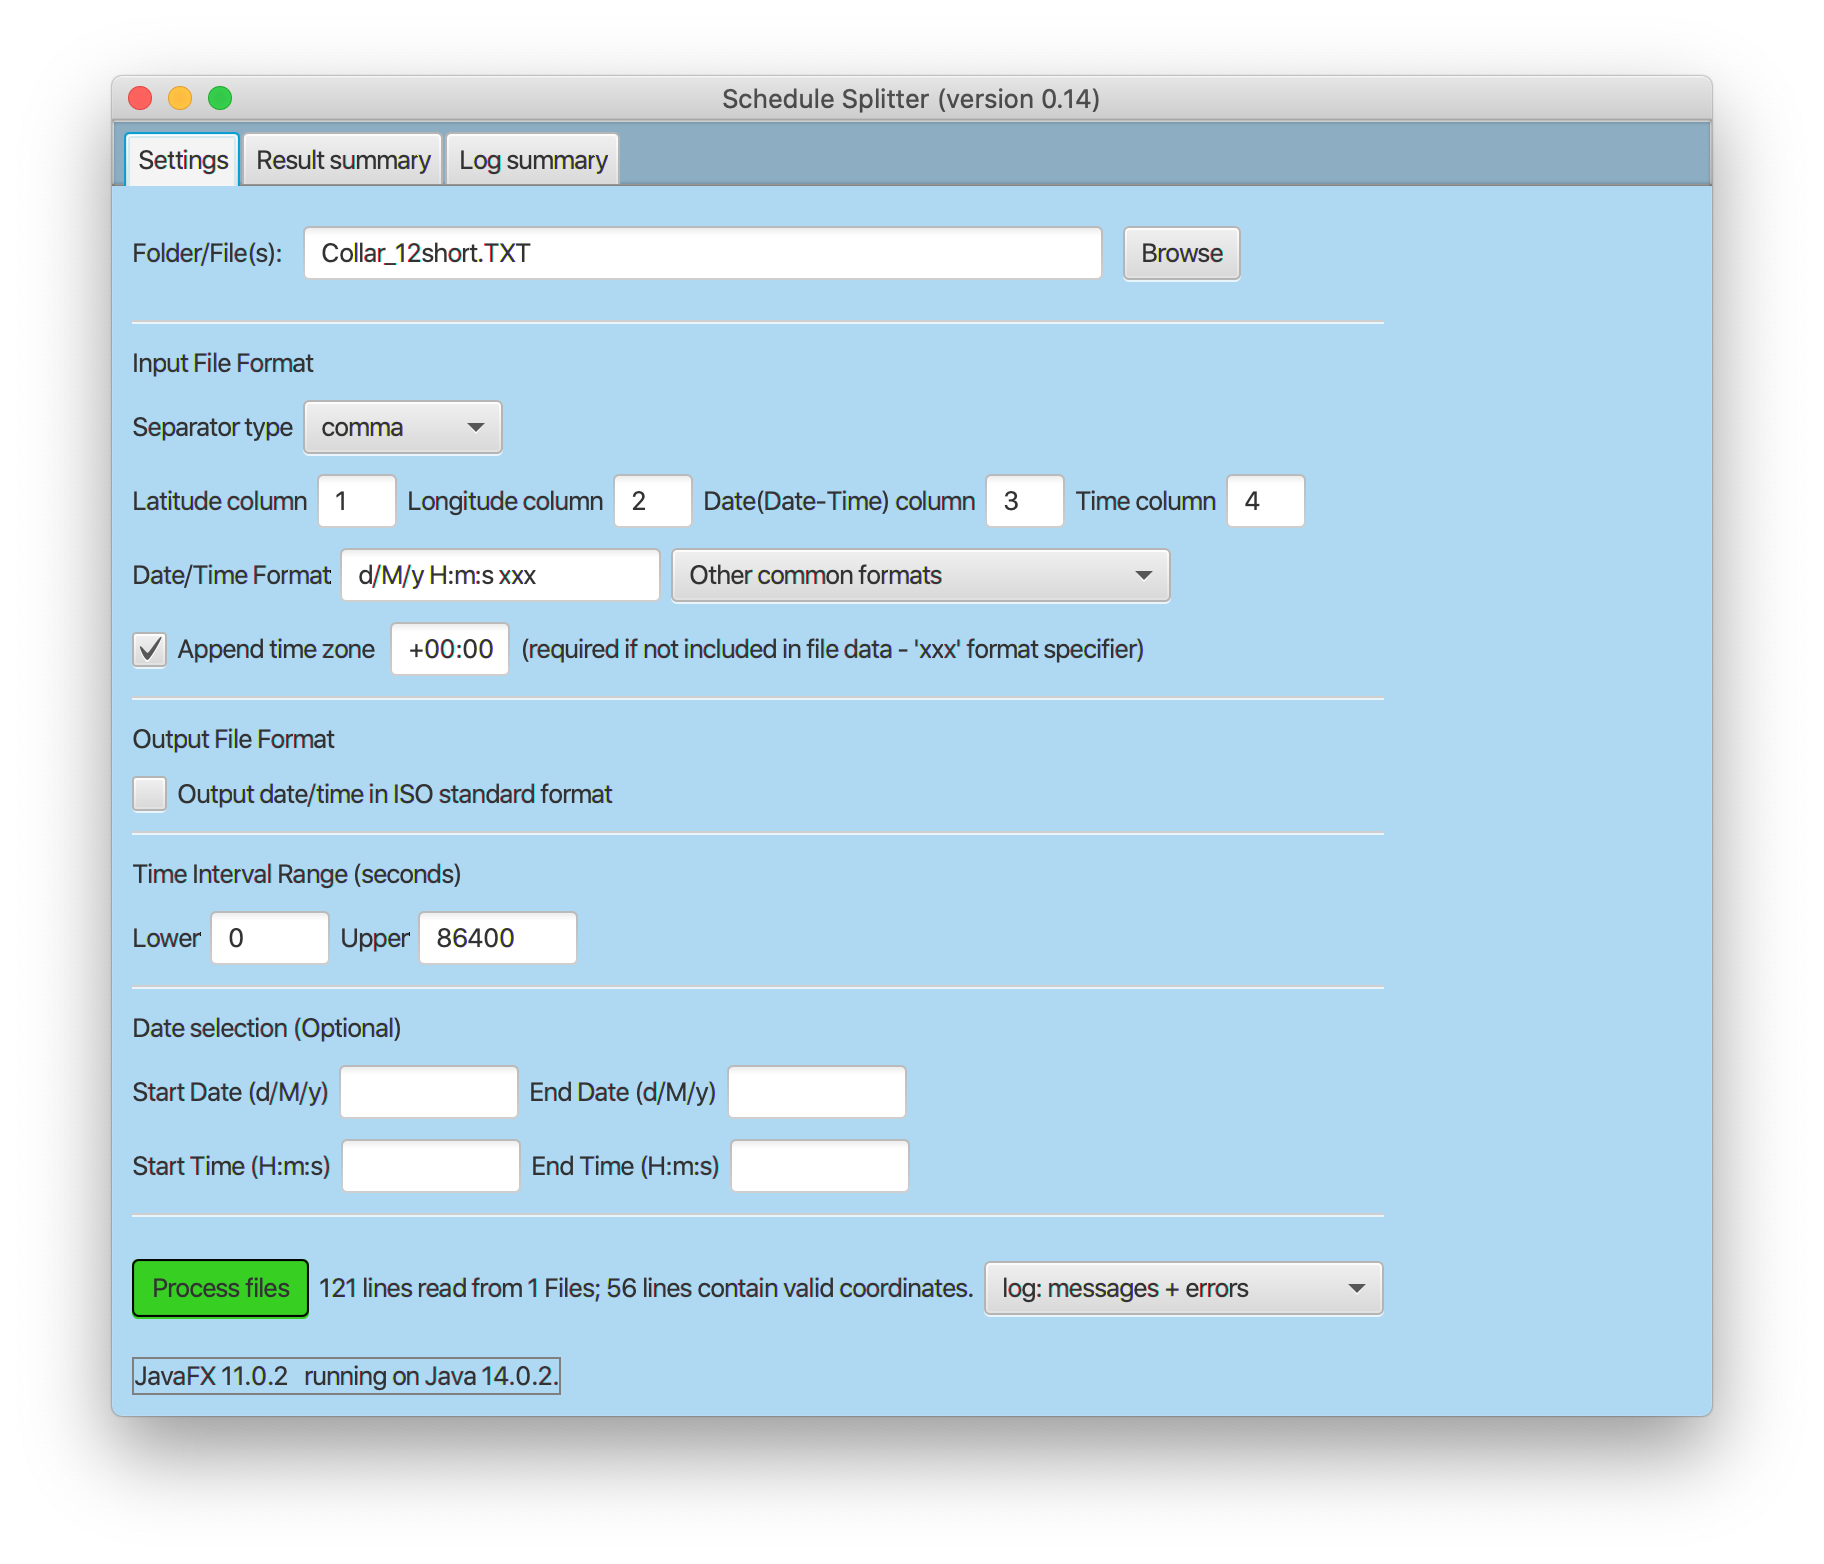 Schedule Splitter (version 0.14)
Settings Result summary Log summary
Folder/File(s): Collar_12short.TXT Browse
Input File Format
Separator type comma
Latitude column 1 Longitude column 2 Date(Date-Time) column 3 Time column 4
Date/Time Format d/M/y H:m:s xxx Other common formats
Append time zone +00:00 (required if not included in file data - 'xxx' format specifier)
Output File Format
Output date/time in ISO standard format
Time Interval Range (seconds)
Lower 0 Upper 86400
Date selection (Optional)
Start Date (d/M/y) End Date (d/M/y)
Start Time (H:m:s) End Time (H:m:s)
Process files 121 lines read from 1 Files; 56 lines contain valid coordinates. log: messages + errors
JavaFX 11.0.2 running on Java 14.0.2.